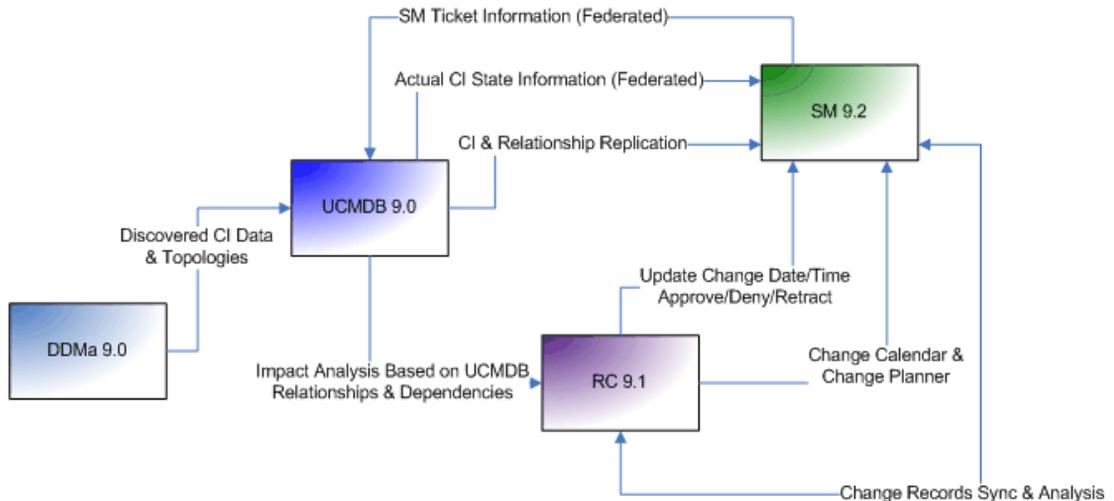 SM Ticket Information (Federated)
Actual CI State Information (Federated)
SM 9.2
CI & Relationship Replication
UCMDB 9.0
Discovered CI Data
& Topologies
Update Change Date/Time
Approve/Deny/Retract
DDMa 9.0
Impact Analysis Based on UCMDB
Relationships & Dependencies
RC 9.1
Change Calendar &
Change Planner
Change Records Sync & Analysis